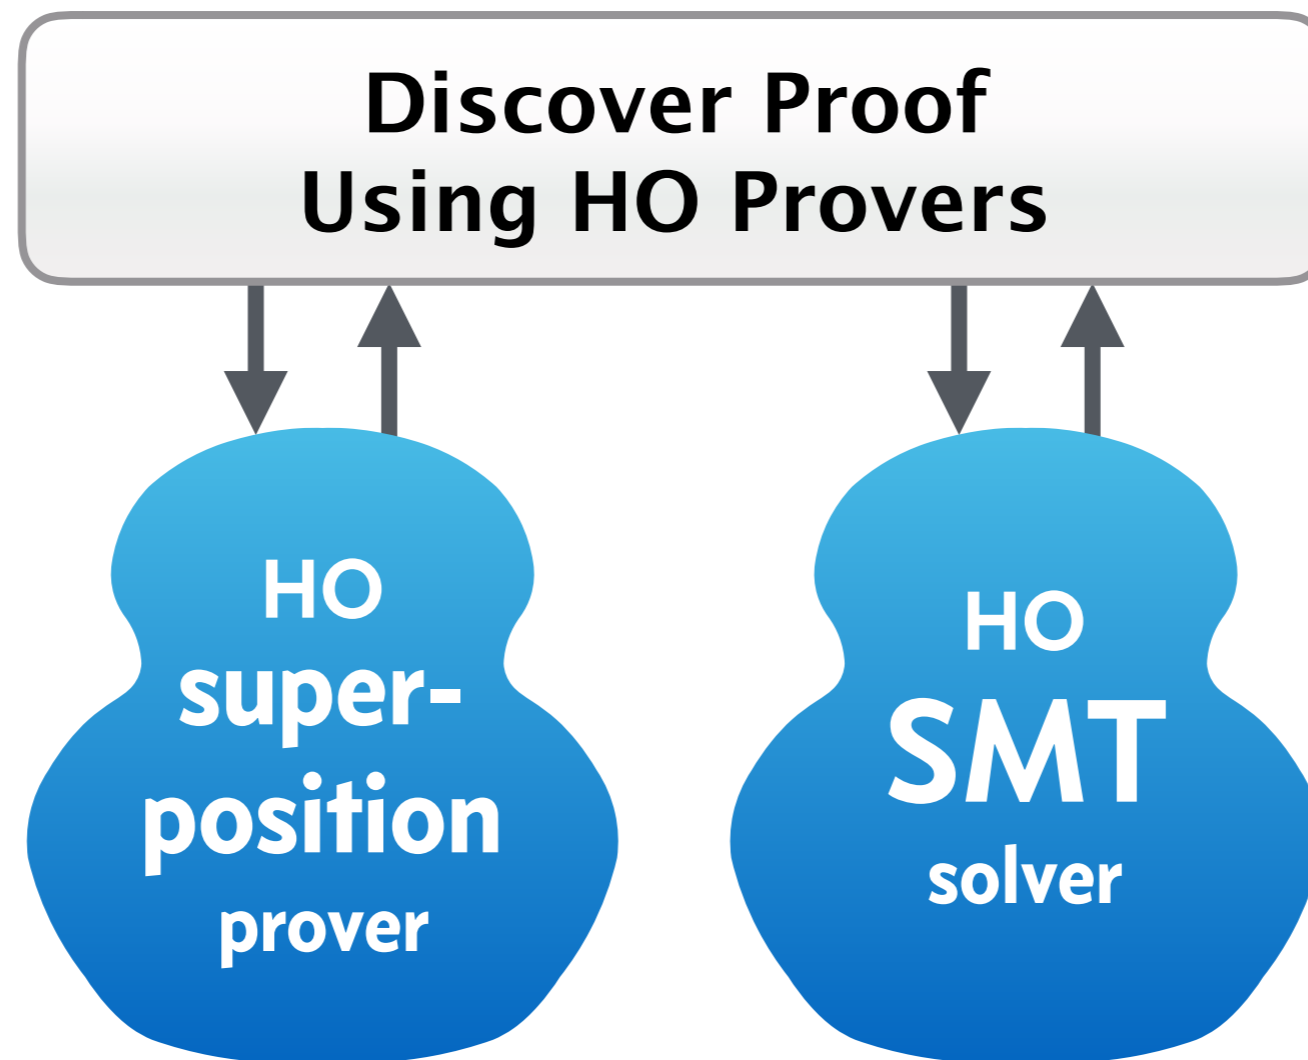 Discover Proof
Using HO Provers
HO
super-
position
prover
HO
SMT
solver